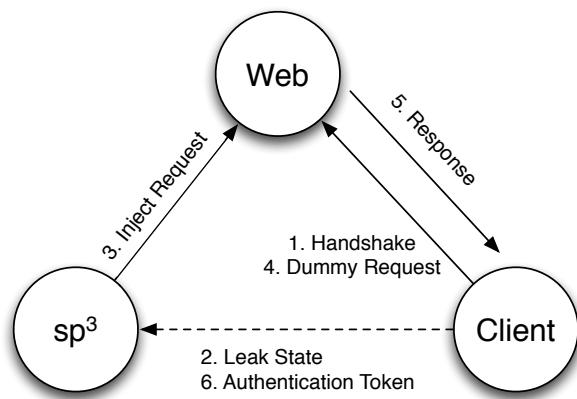 Web
5. Response
3. Inject Request
1. Handshake
4. Dummy Request
sp³
Client
2. Leak State
6. Authentication Token